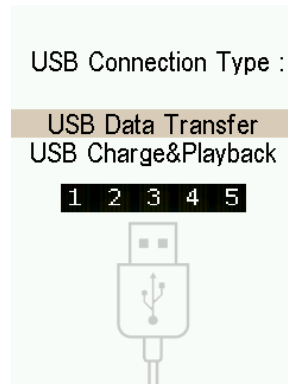 USB Connection Type :
USB Data Transfer
USB Charge&Playback
1 2 3 4 5